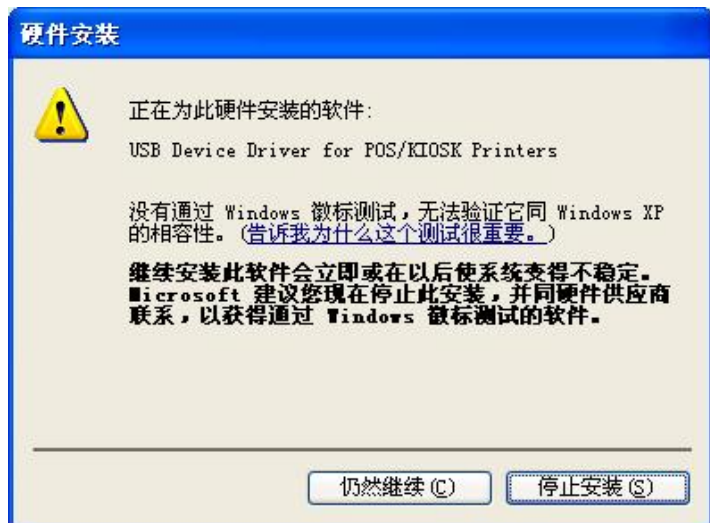 硬件安装
正在为此硬件安装的软件:
USB Device Driver for POS/KIOSK Printers
没有通过 Windows 徽标测试，无法验证它同 Windows XP
的相容性。(告诉我为什么这个测试很重要。)
继续安装此软件会立即或在以后使系统变得不稳定。
Microsoft 建议您现在停止此安装，并同硬件供应商
联系，以获得通过 Windows 徽标测试的软件。
仍然继续(C)
停止安装(S)